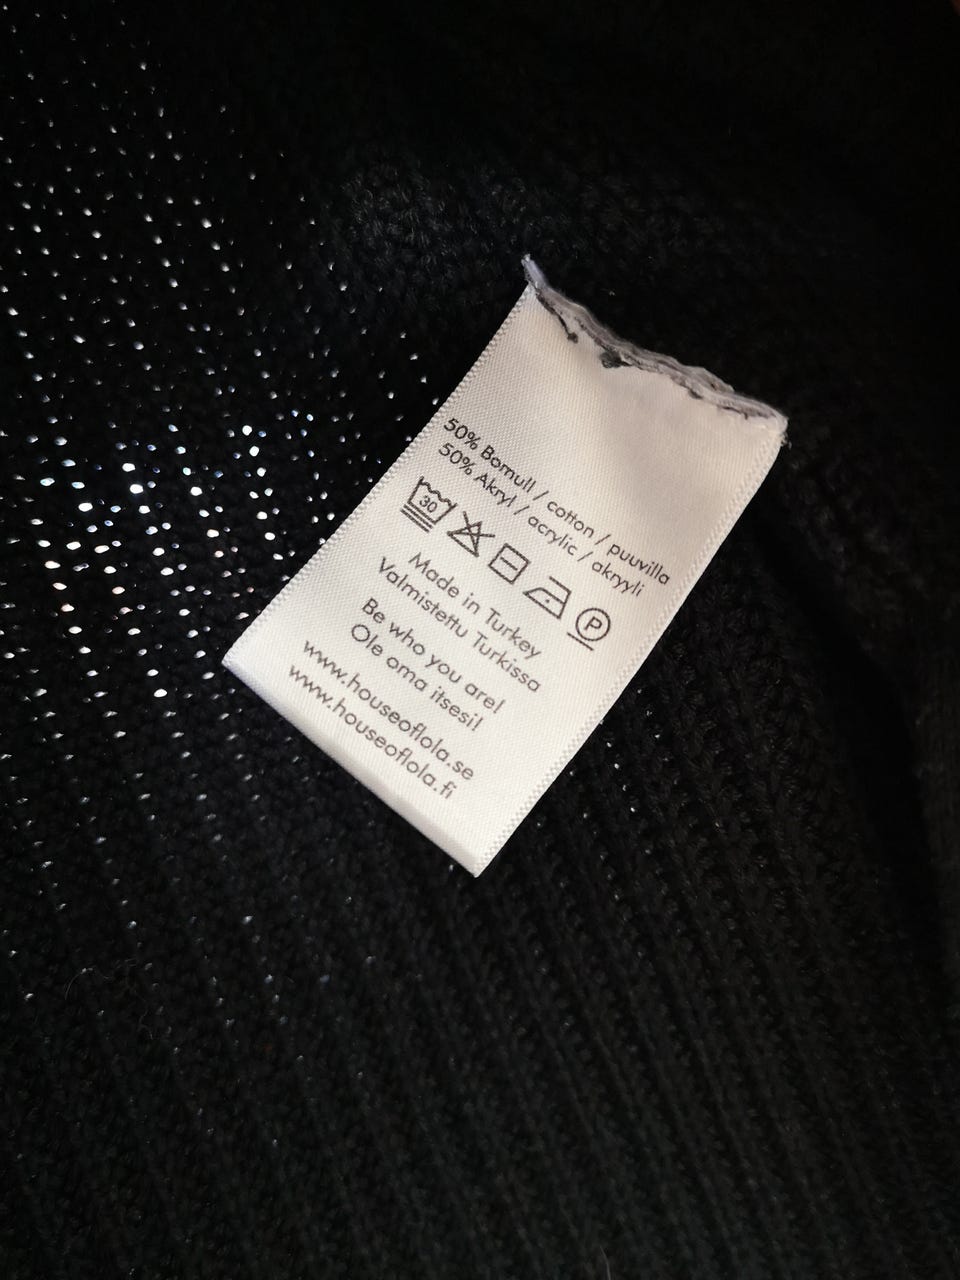 50% Bomull / cotton / puuvilla
50% Akryl / acrylic / akryyli
30 P
Made in Turkey
Valmistettu Turkissa
Be who you are!
Ole oma itsesi!
www.houseoflola.se
www.houseoflola.fi